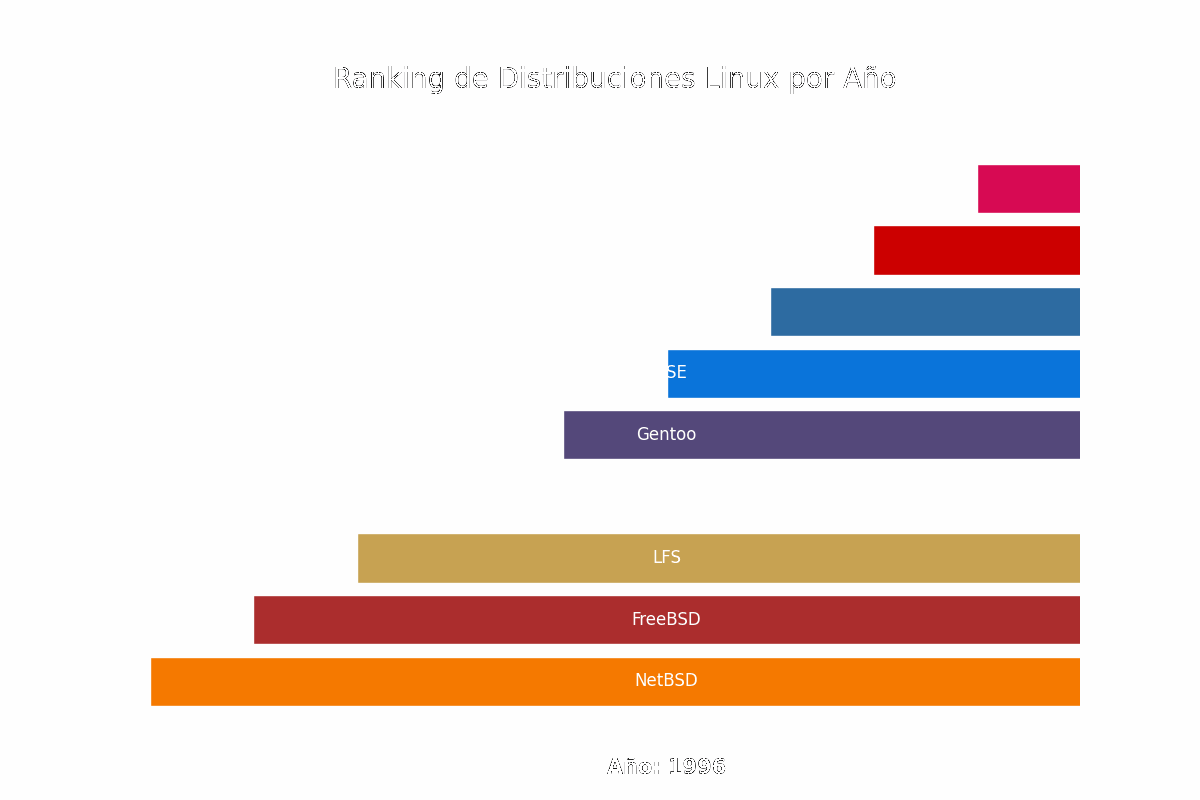 Ranking de Distribuciones Linux por Año
SE
Gentoo
LFS
FreeBSD
NetBSD
Año: 1996